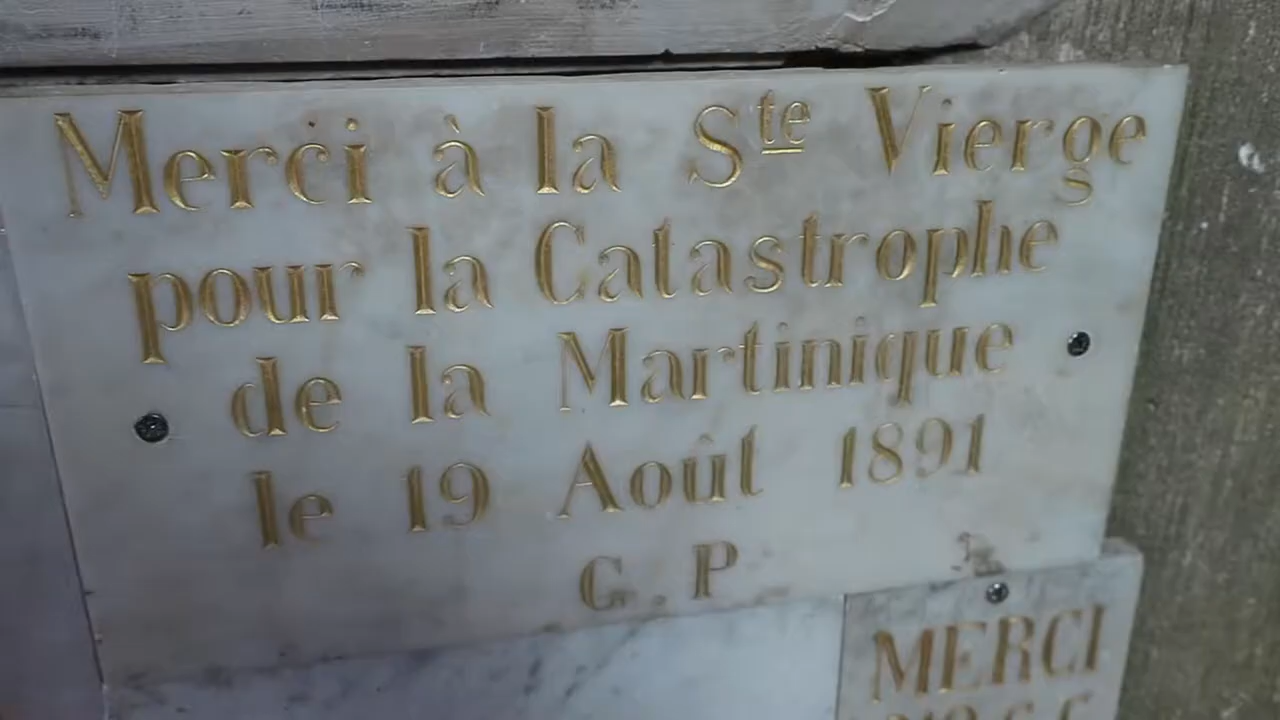 Merci à la Ste Vierge
pour la Catastrophe
de la Martinique
le 19 Août 1891
G. P
MERCI